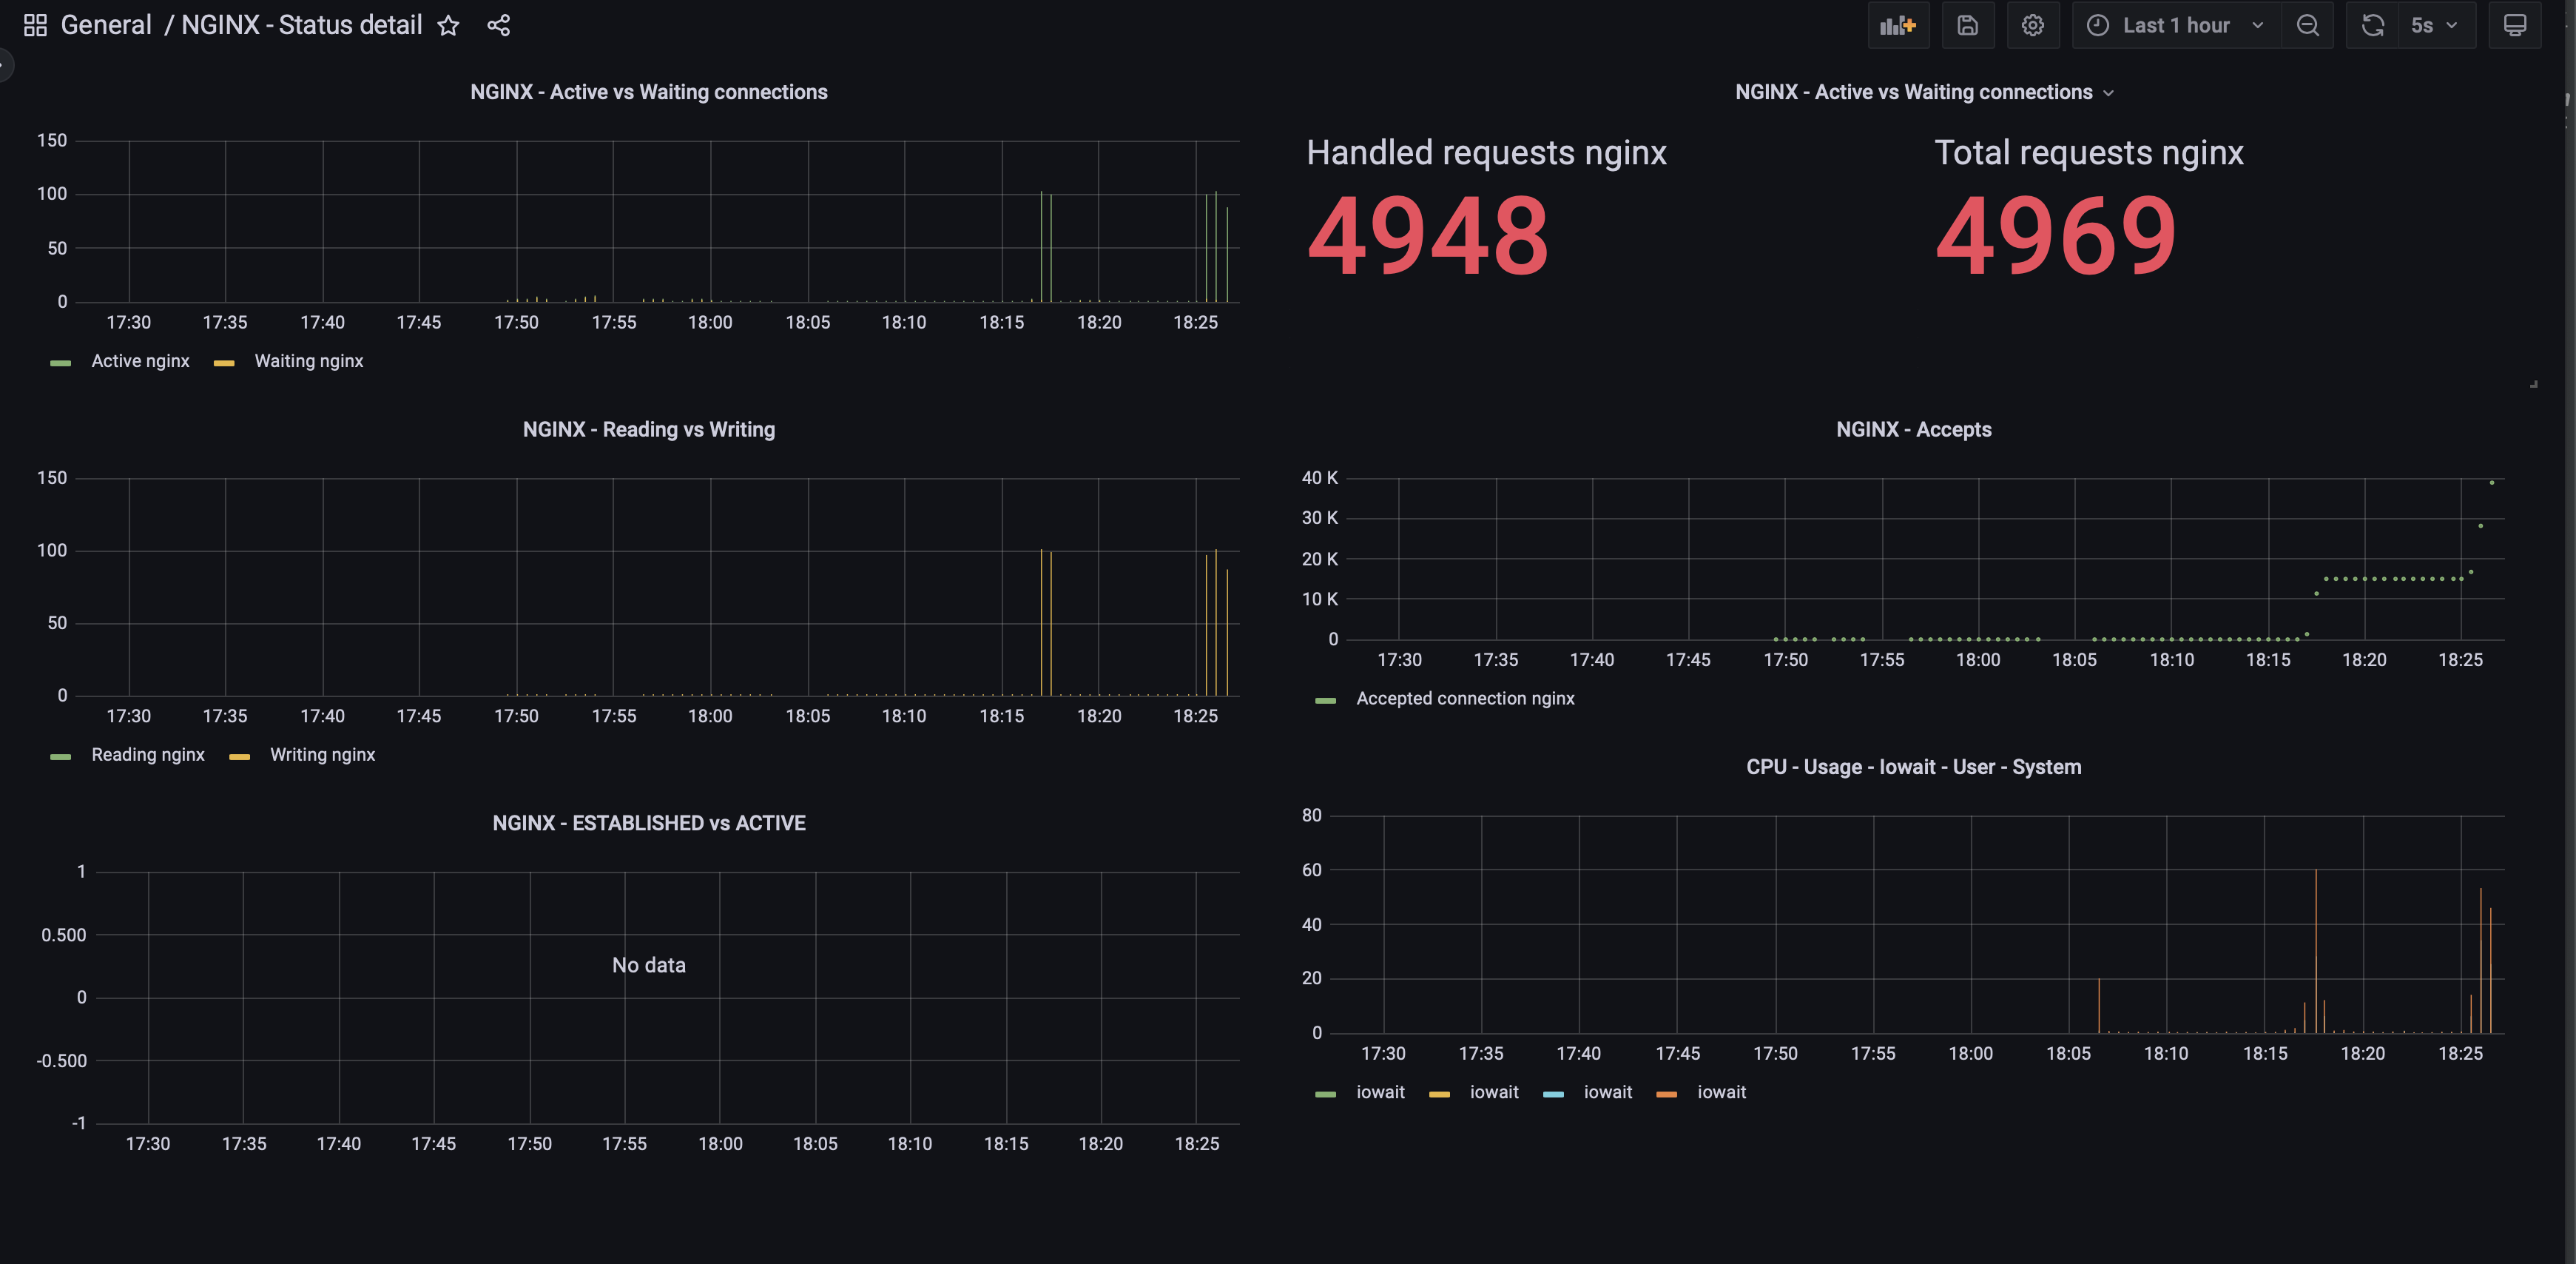 General / NGINX - Status detail
Last 1 hour
5s
NGINX - Active vs Waiting connections
150
100
50
0
17:30 17:35 17:40 17:45 17:50 17:55 18:00 18:05 18:10 18:15 18:20 18:25
Active nginx Waiting nginx
NGINX - Active vs Waiting connections
Handled requests nginx
4948
Total requests nginx
4969
NGINX - Reading vs Writing
150
100
50
0
17:30 17:35 17:40 17:45 17:50 17:55 18:00 18:05 18:10 18:15 18:20 18:25
Reading nginx Writing nginx
NGINX - Accepts
40 K
30 K
20 K
10 K
0
17:30 17:35 17:40 17:45 17:50 17:55 18:00 18:05 18:10 18:15 18:20 18:25
Accepted connection nginx
NGINX - ESTABLISHED vs ACTIVE
1
0.500
0
-0.500
-1
No data
17:30 17:35 17:40 17:45 17:50 17:55 18:00 18:05 18:10 18:15 18:20 18:25
CPU - Usage - Iowait - User - System
80
60
40
20
0
17:30 17:35 17:40 17:45 17:50 17:55 18:00 18:05 18:10 18:15 18:20 18:25
iowait iowait iowait iowait